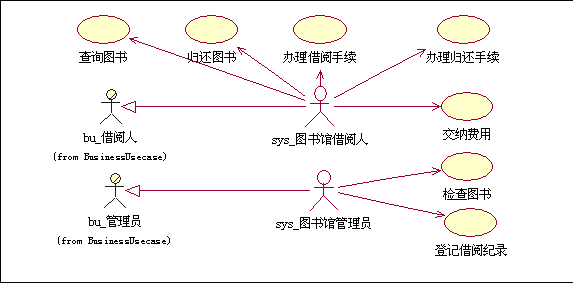 查询图书
归还图书
办理借阅手续
办理归还手续
bu_借阅人
(from BusinessUsecase)
sys_图书馆借阅人
交纳费用
检查图书
bu_管理员
(from BusinessUsecase)
sys_图书馆管理员
登记借阅纪录